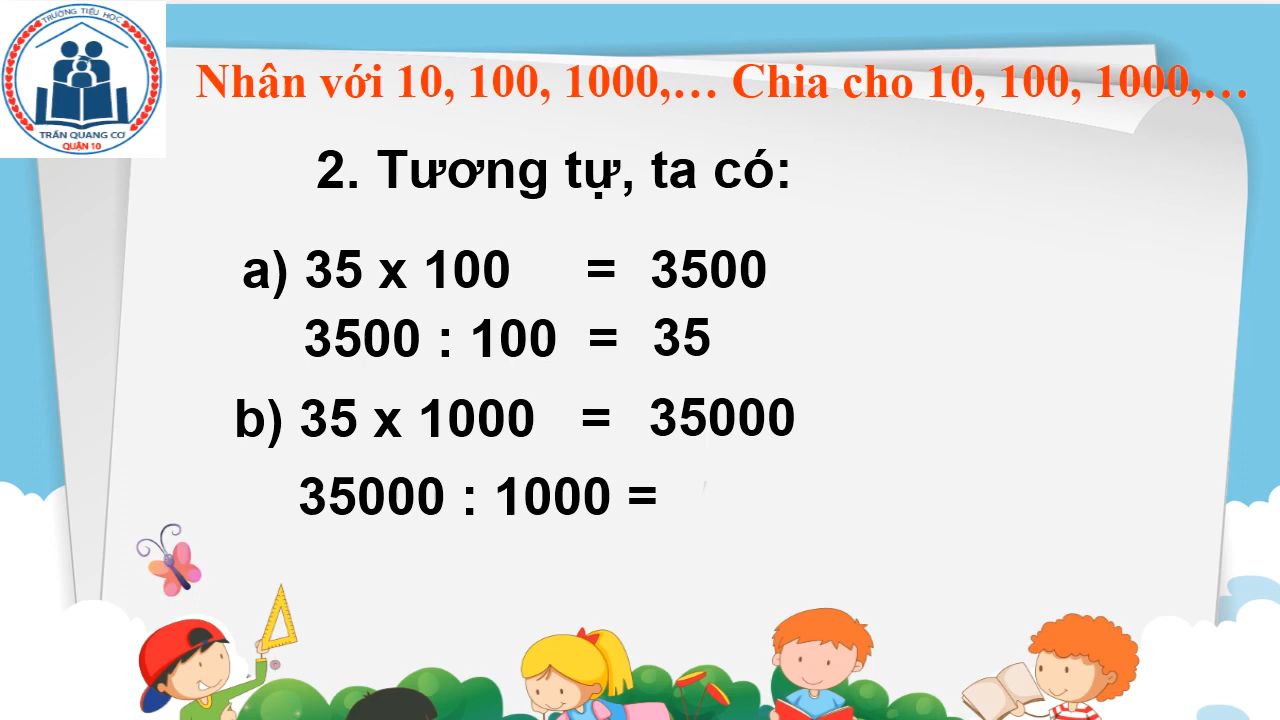 TRƯỜNG TIỂU HỌC
TRẦN QUANG CƠ
QUẬN 10
Nhân với 10, 100, 1000,… Chia cho 10, 100, 1000,…
2. Tương tự, ta có:
a) 35 x 100 = 3500
3500 : 100 = 35
b) 35 x 1000 = 35000
35000 : 1000 =